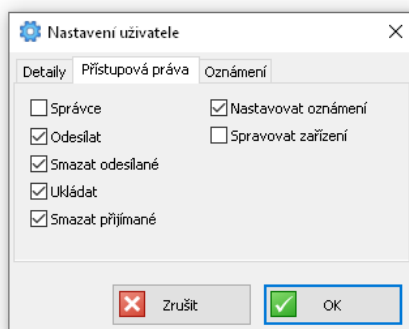 Nastavení uživatele
Detaily Přístupová práva Oznámení
Správce
Odesílat
Smazat odesílané
Ukládat
Smazat přijímané
Nastavovat oznámení
Spravovat zařízení
Zrušit OK